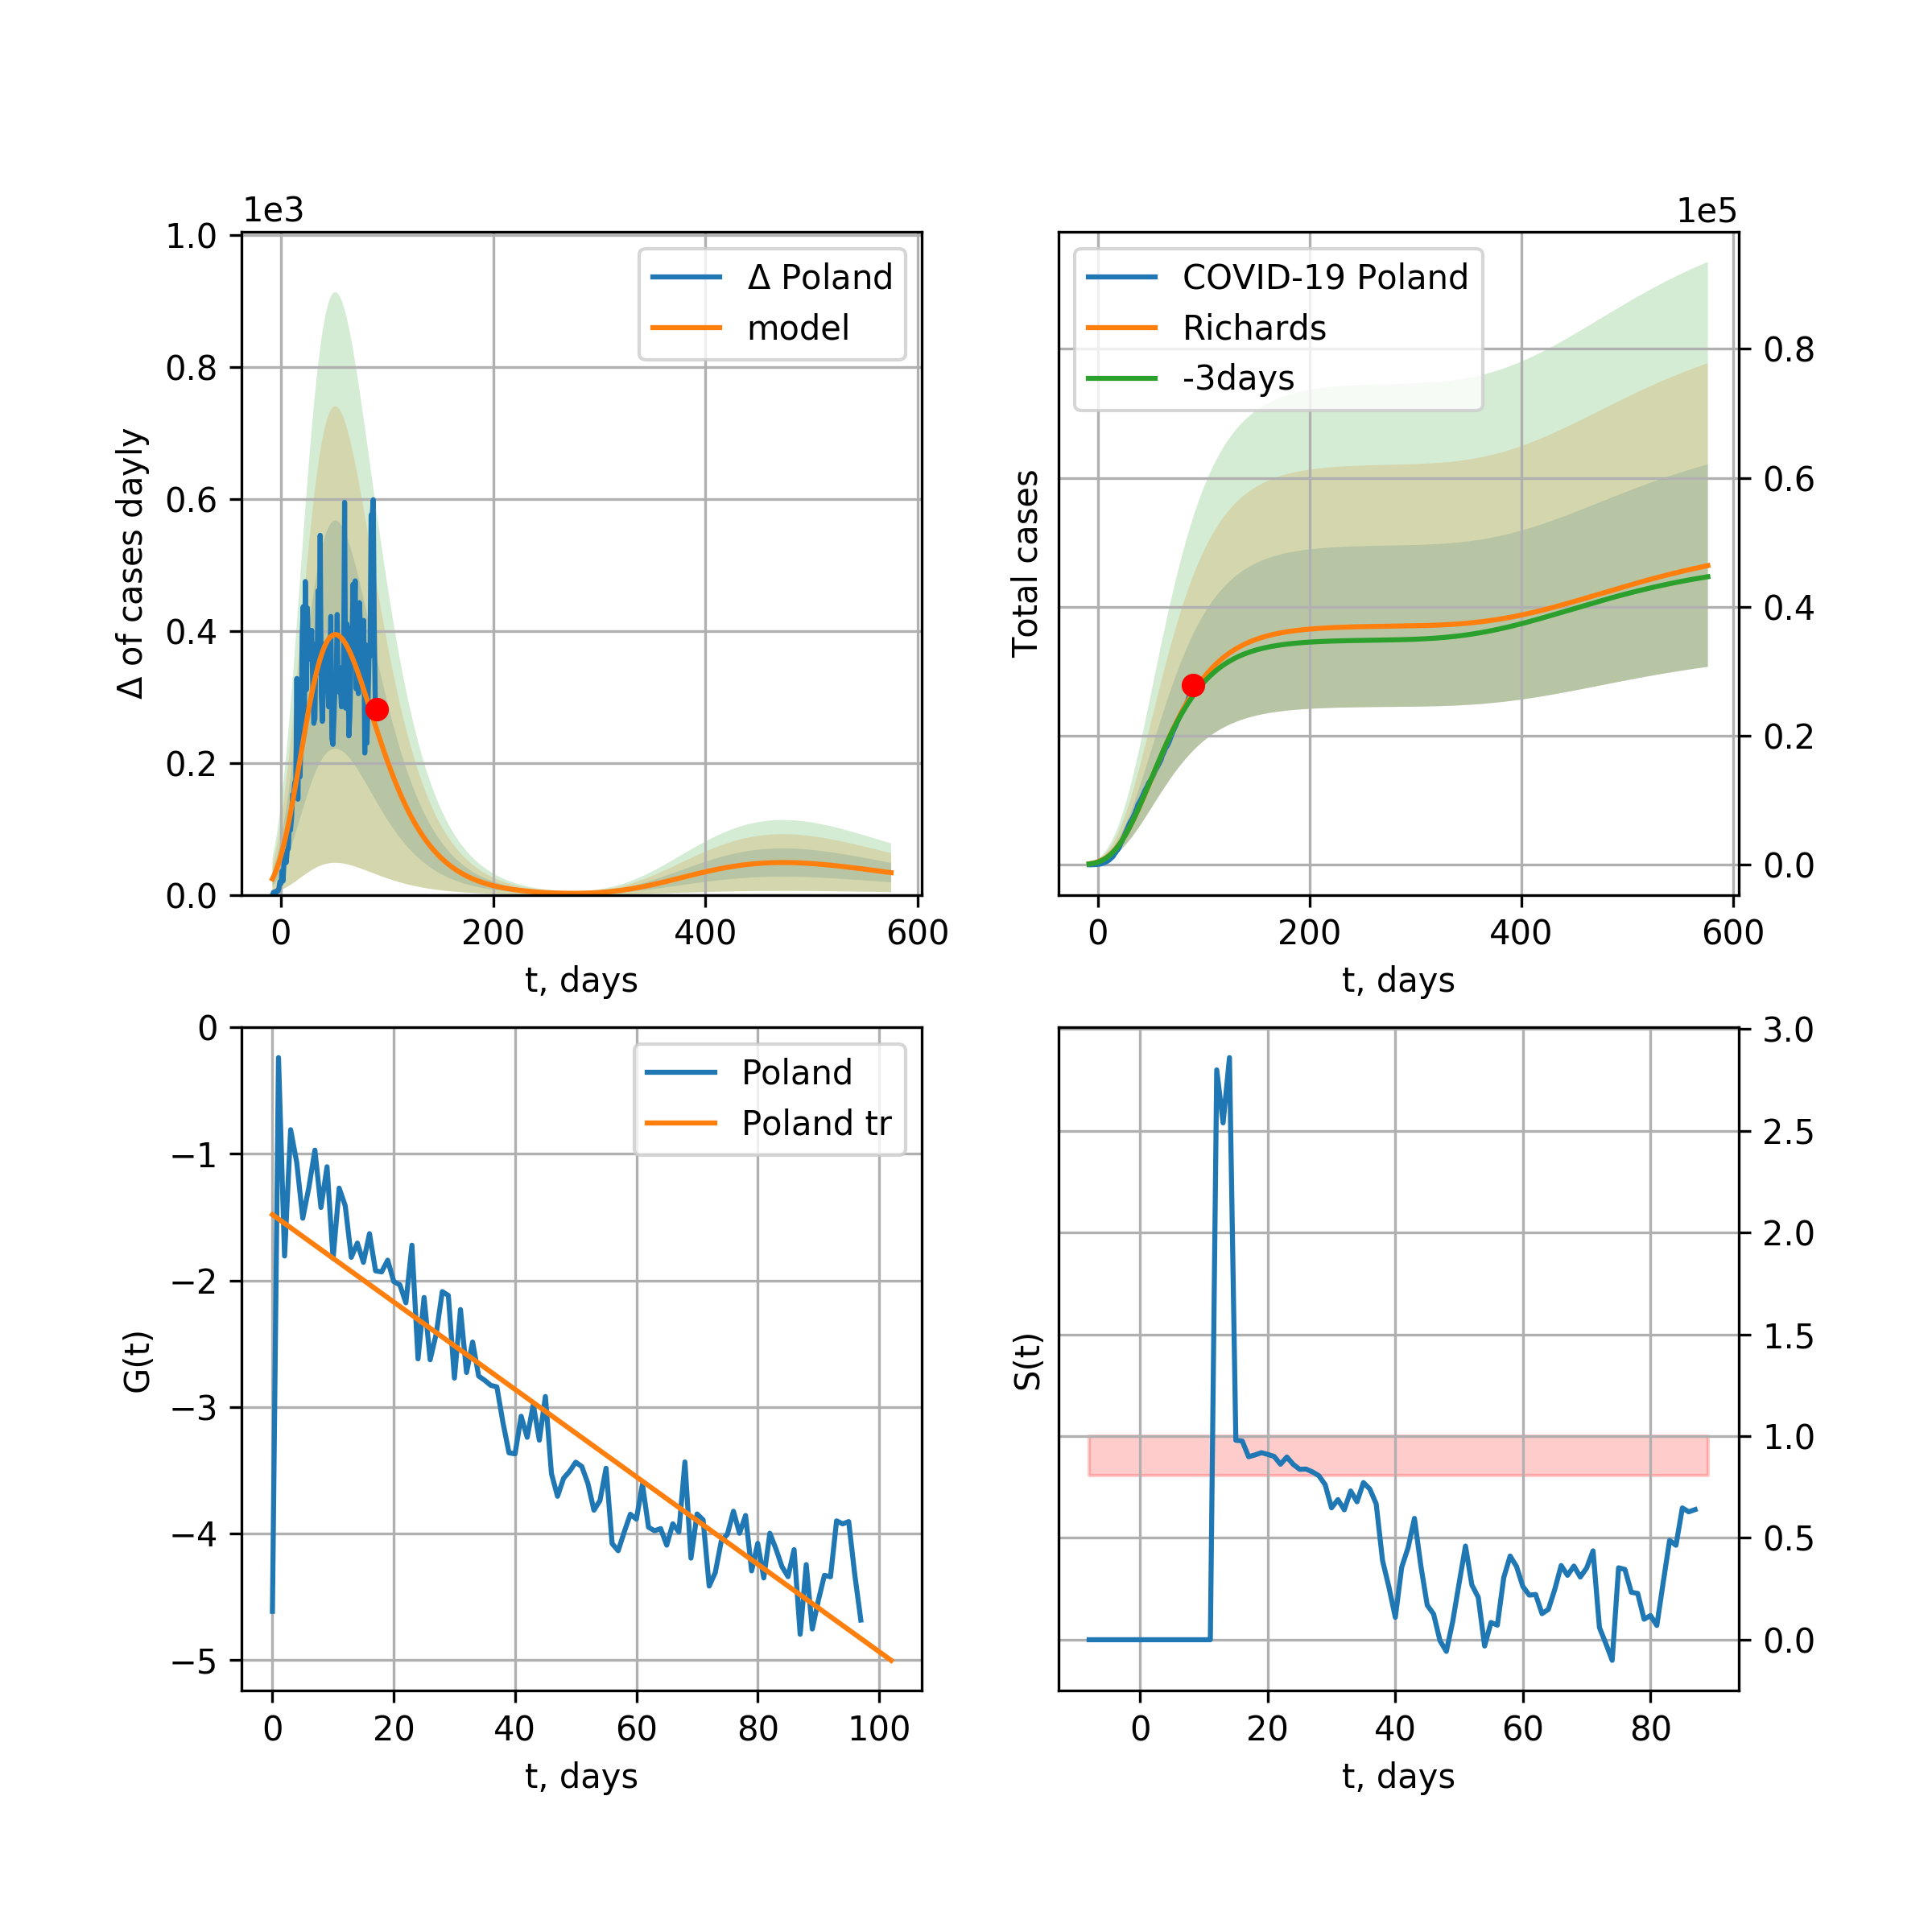 1e3
1.0
0.8
0.6
0.4
0.2
0.0
Δ of cases dayly
Δ Poland
model
0 200 400 600
t, days
1e5
COVID-19 Poland
Richards
-3days
Total cases
0.8
0.6
0.4
0.2
0.0
0 200 400 600
t, days
0
−1
−2
−3
−4
−5
G(t)
Poland
Poland tr
0 20 40 60 80 100
t, days
S(t)
3.0
2.5
2.0
1.5
1.0
0.5
0.0
0 20 40 60 80
t, days